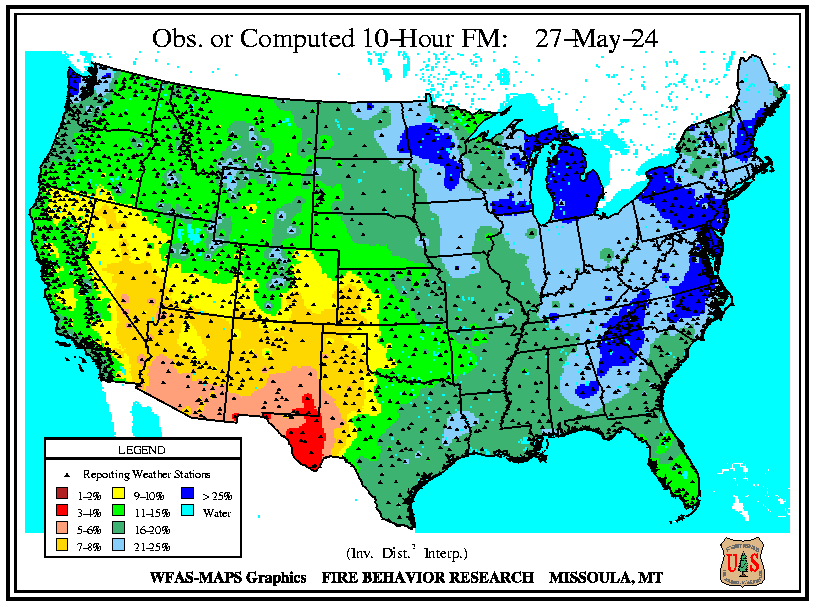 Obs. or Computed 10-Hour FM: 27-May-24
LEGEND
Reporting Weather Stations
1-2% 9-10% > 25%
3-4% 11-15% Water
5-6% 16-20%
7-8% 21-25%
(Inv. Dist.² Interp.)
WFAS-MAPS Graphics FIRE BEHAVIOR RESEARCH MISSOULA, MT
U S